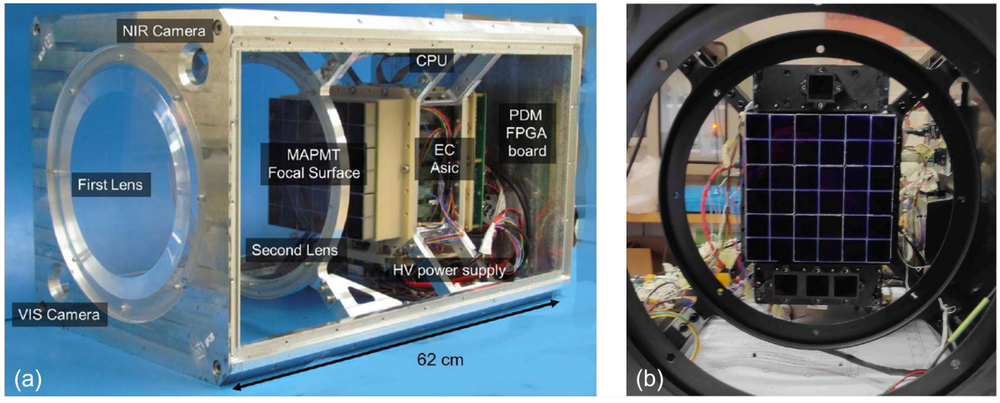 NIR Camera
CPU
PDM
FPGA
board
MAPMT
Focal Surface
EC
Asic
First Lens
Second Lens
HV power supply
VIS Camera
62 cm
(a)
(b)